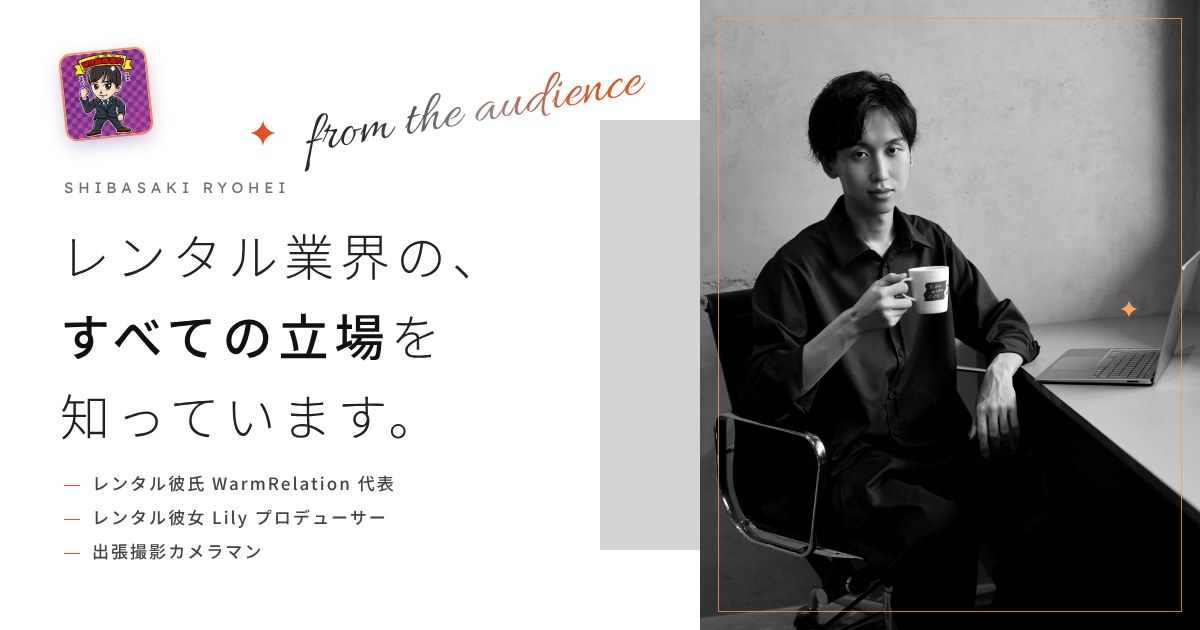 from the audience
SHIBASAKI RYOHEI
レンタル業界の、
すべての立場を
知っています。
— レンタル彼氏 WarmRelation 代表
— レンタル彼女 Lily プロデューサー
— 出張撮影カメラマン